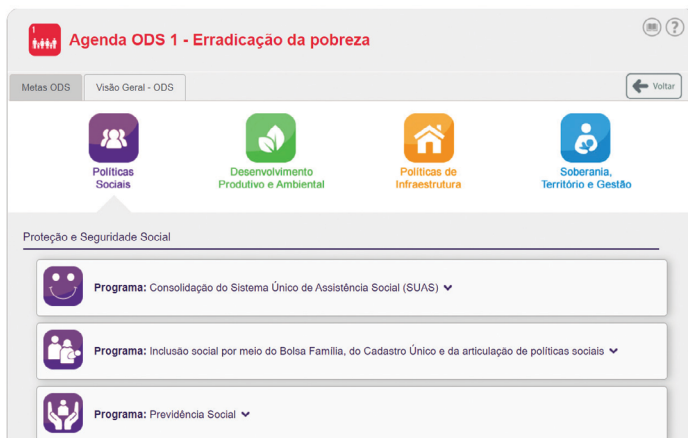 1
Agenda ODS 1 - Erradicação da pobreza
?
Metas ODS
Visão Geral - ODS
Voltar
Políticas
Sociais
Desenvolvimento
Produtivo e Ambiental
Políticas de
Infraestrutura
Soberania,
Território e Gestão
Proteção e Seguridade Social
Programa: Consolidação do Sistema Único de Assistência Social (SUAS)
Programa: Inclusão social por meio do Bolsa Família, do Cadastro Único e da articulação de políticas sociais
Programa: Previdência Social